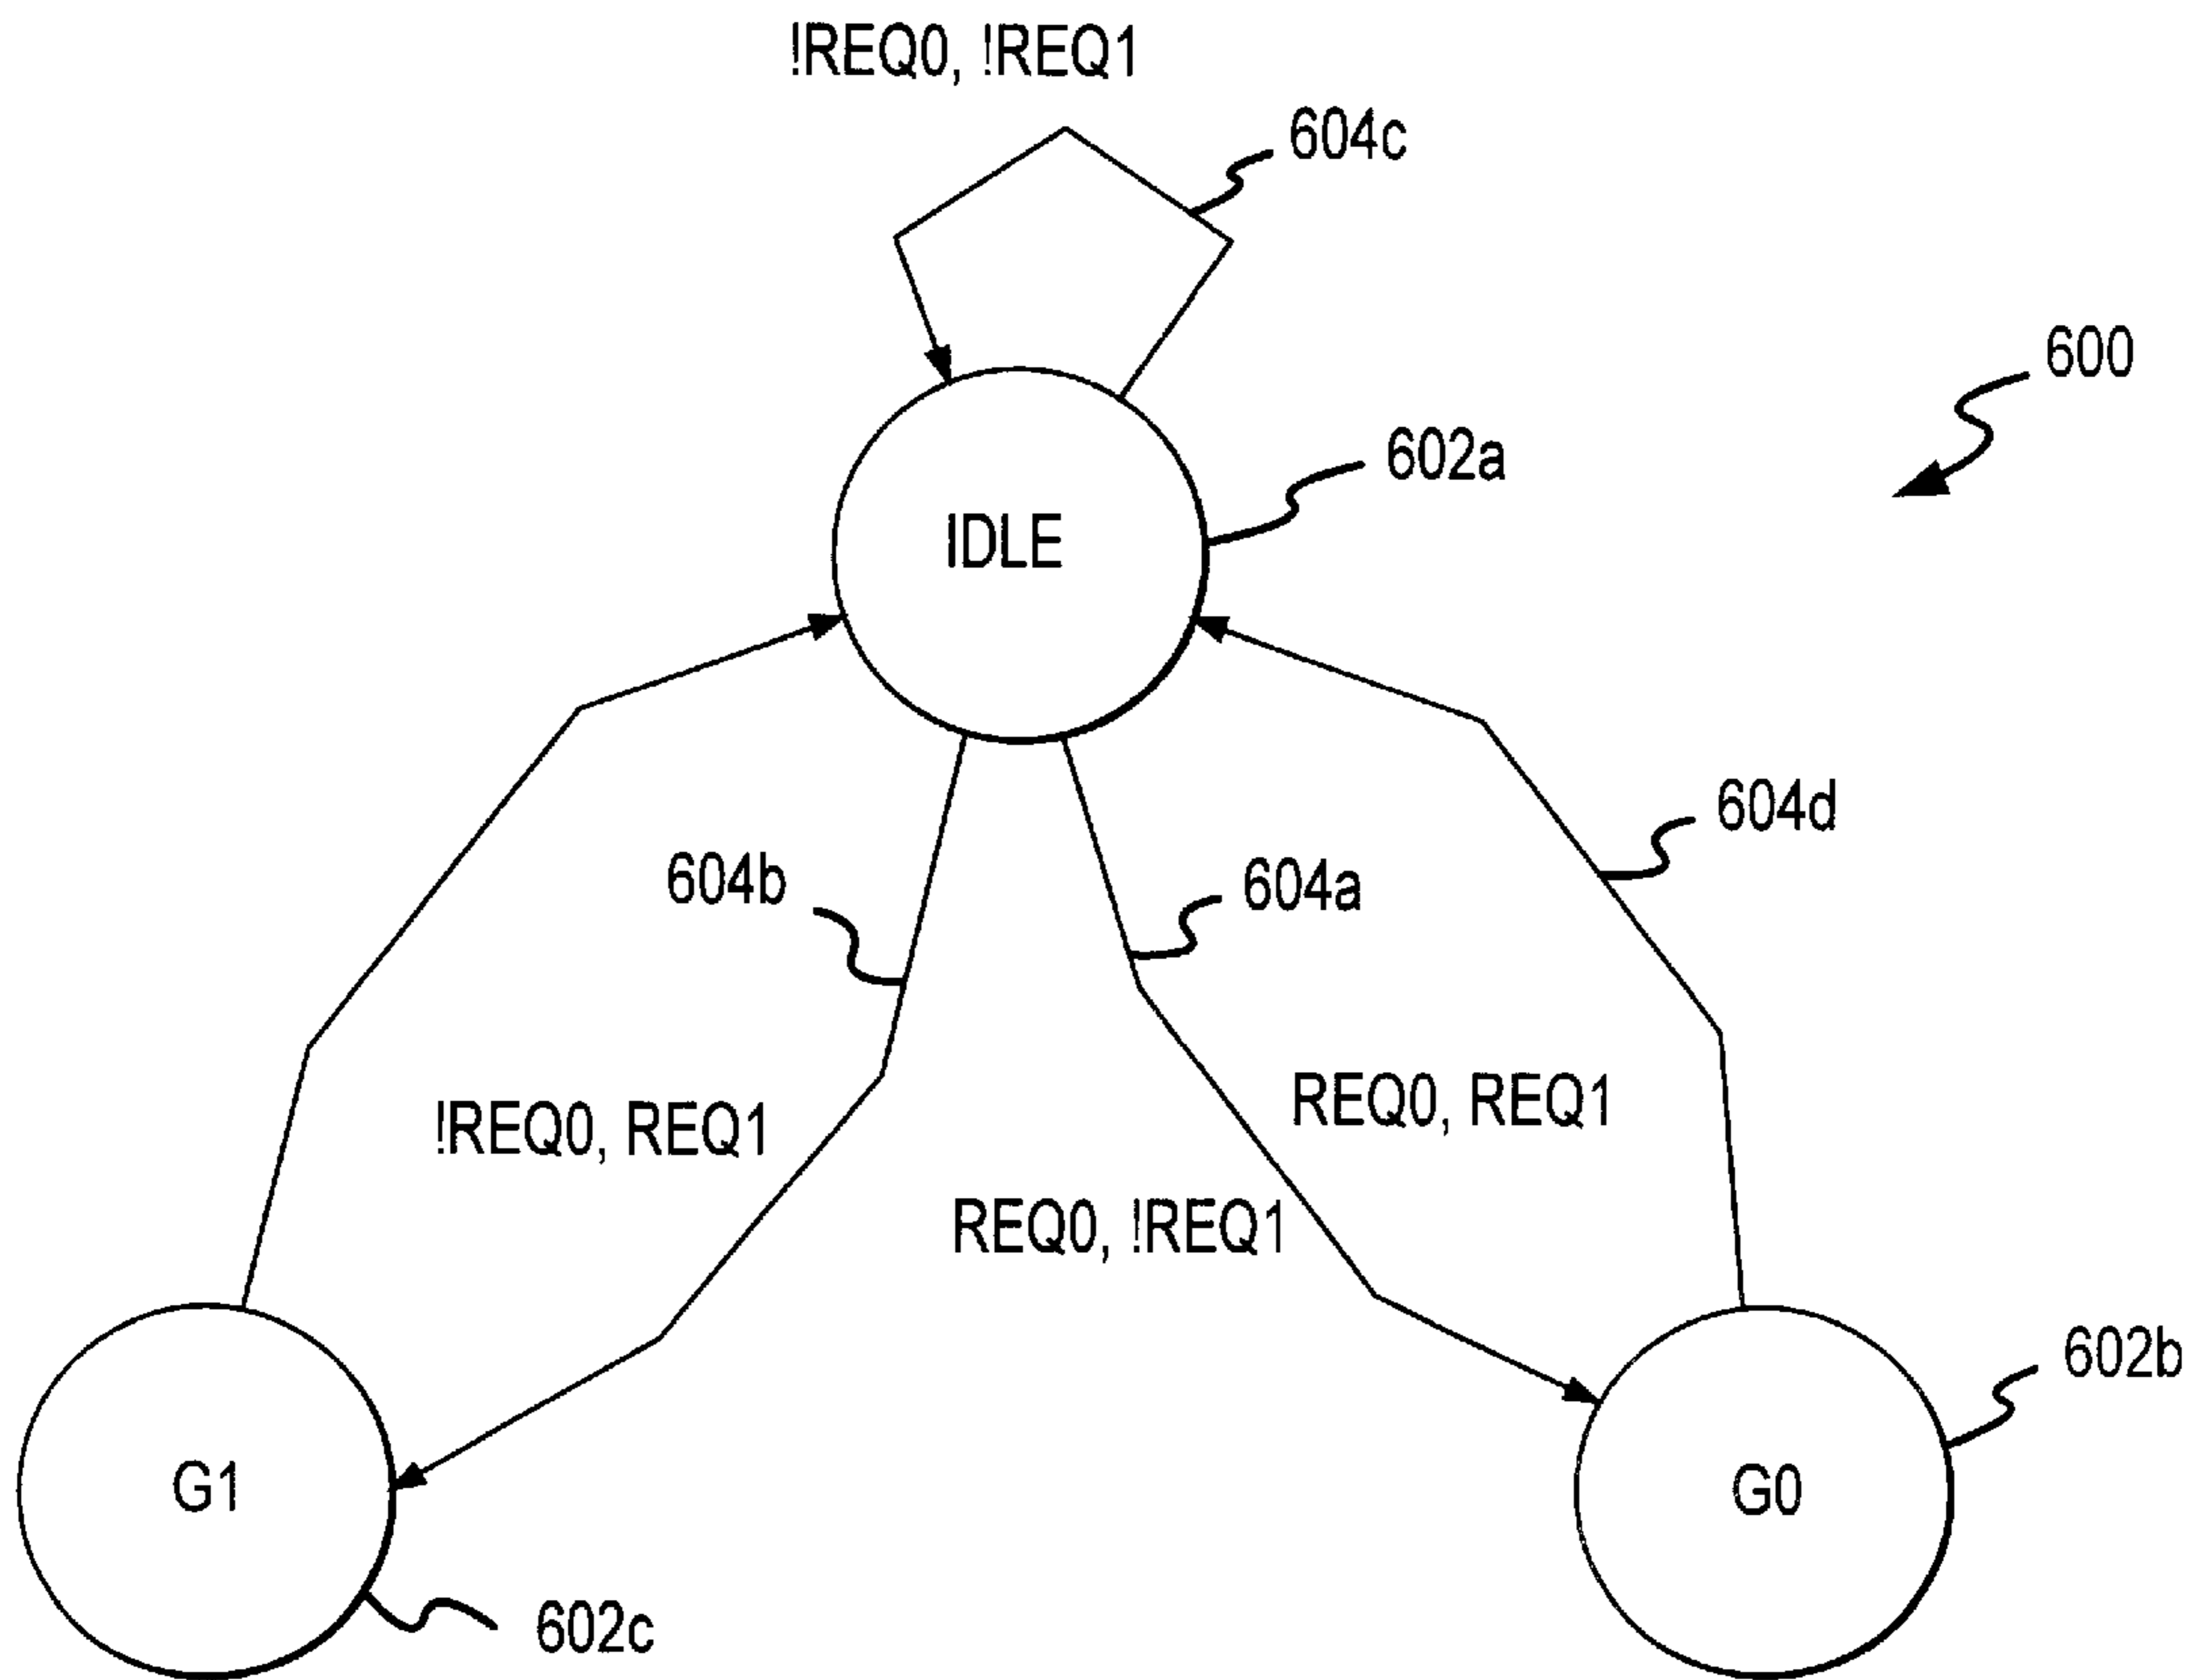 !REQ0, !REQ1
604c
600
602a
IDLE
604d
604b
604a
REQ0, REQ1
!REQ0, REQ1
REQ0, !REQ1
602b
G1
G0
602c